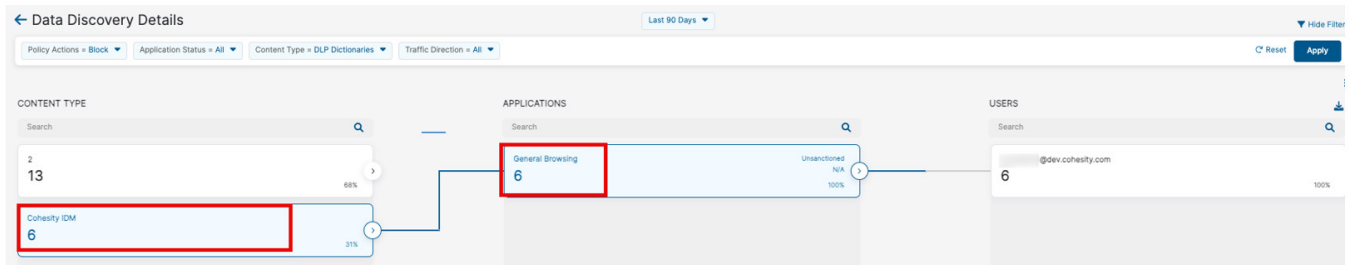 Data Discovery Details
Last 90 Days
Hide Filter
Policy Actions = Block
Application Status = All
Content Type = DLP Dictionaries
Traffic Direction = All
Reset
Apply
CONTENT TYPE
Search
2
13
68%
Cohesity IDM
6
31%
APPLICATIONS
Search
General Browsing
6
Unsanctioned
N/A
100%
USERS
Search
@dev.cohesity.com
6
100%